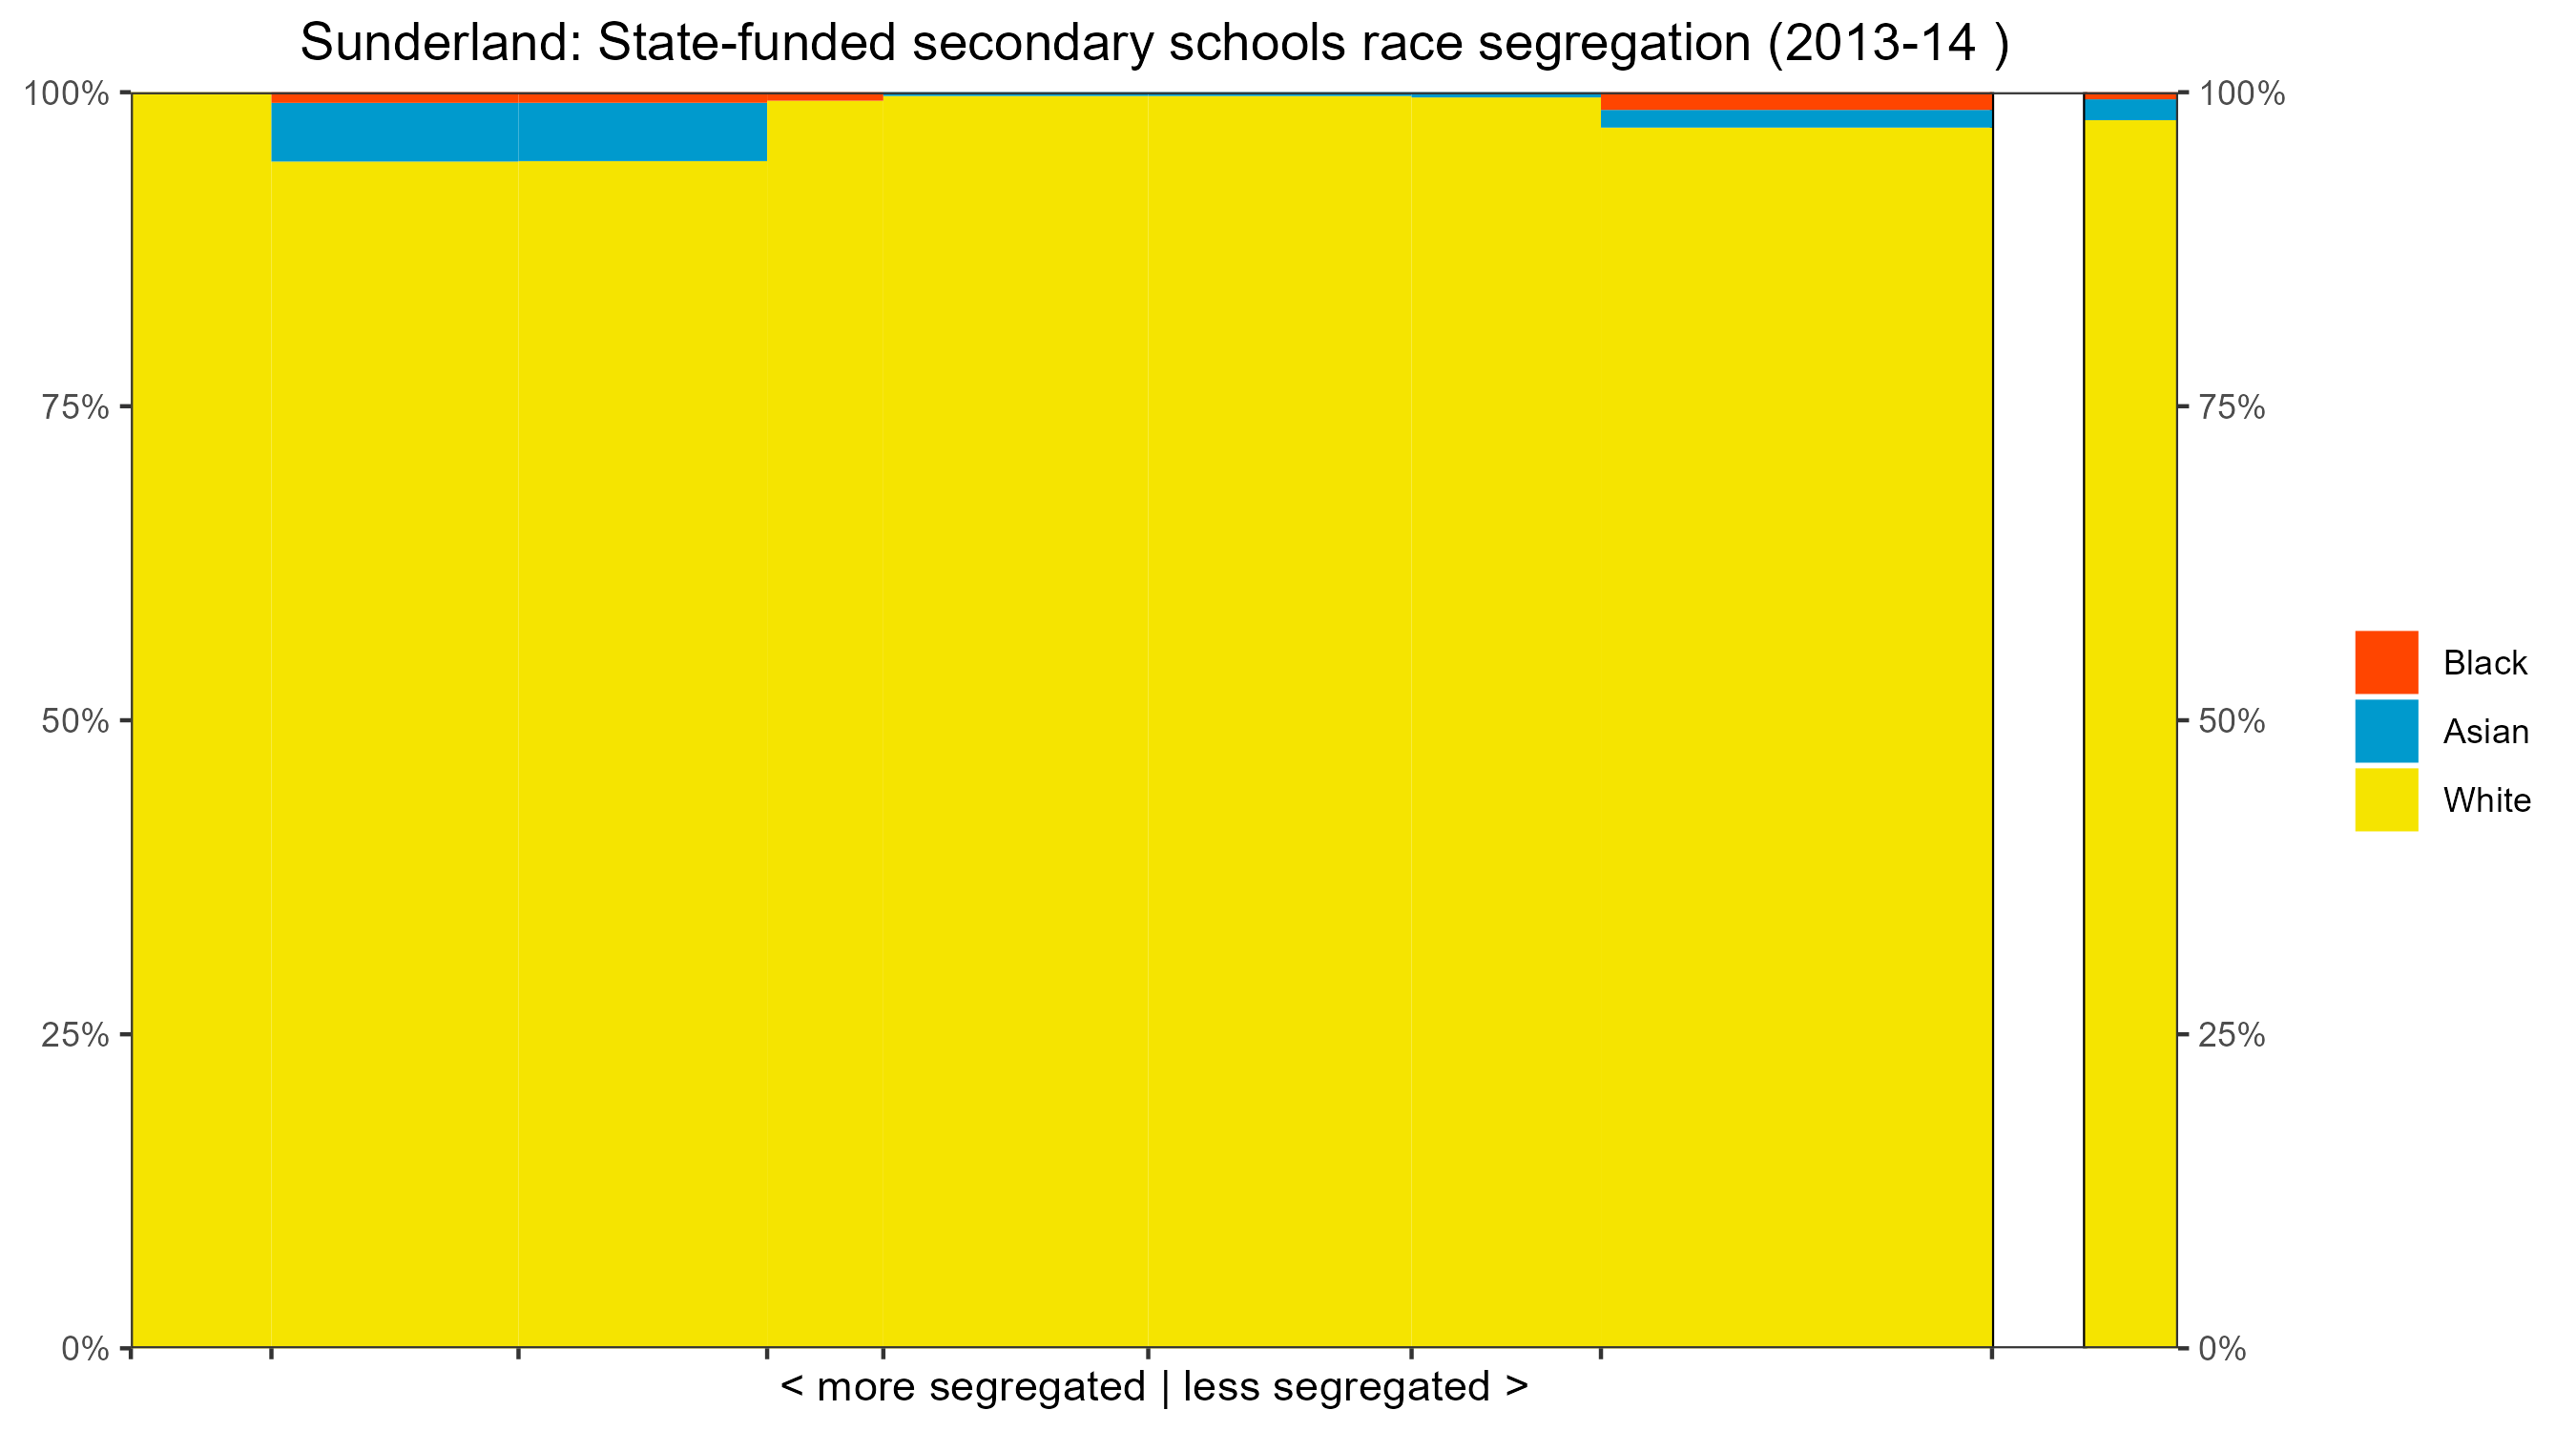 Sunderland: State-funded secondary schools race segregation (2013-14 )
100%
75%
50%
25%
0%
100%
75%
50%
25%
0%
< more segregated | less segregated >
Black
Asian
White